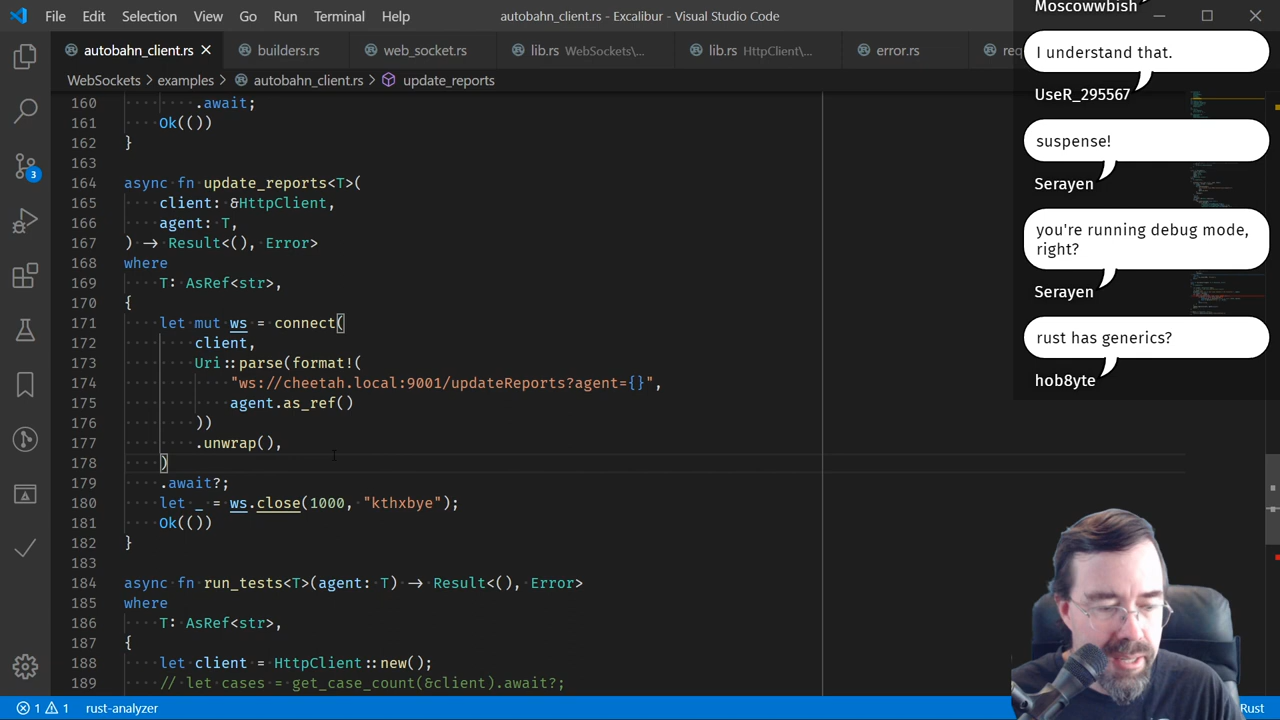 File Edit Selection View Go Run Terminal Help
autobahn_client.rs - Excalibur - Visual Studio Code
autobahn_client.rs builders.rs web_socket.rs lib.rs WebSockets\... lib.rs HttpClient\... error.rs req
WebSockets > examples > autobahn_client.rs > update_reports
160 .await;
161 Ok(())
162 }
163
164 async fn update_reports<T>(
165 client: &HttpClient,
166 agent: T,
167 ) -> Result<(), Error>
168 where
169 T: AsRef<str>,
170 {
171 let mut ws = connect(
172 client,
173 Uri::parse(format!(
174 "ws://cheetah.local:9001/updateReports?agent={}",
175 agent.as_ref()
176 ))
177 .unwrap(),
178 )
179 .await?;
180 let _ = ws.close(1000, "kthxbye");
181 Ok(())
182 }
183
184 async fn run_tests<T>(agent: T) -> Result<(), Error>
185 where
186 T: AsRef<str>,
187 {
188 let client = HttpClient::new();
189 // let cases = get_case_count(&client).await?;
3
1 1 rust-analyzer
Rust
Moscowwbish
I understand that.
UseR_295567
suspense!
Serayen
you're running debug mode,
right?
Serayen
rust has generics?
hob8yte